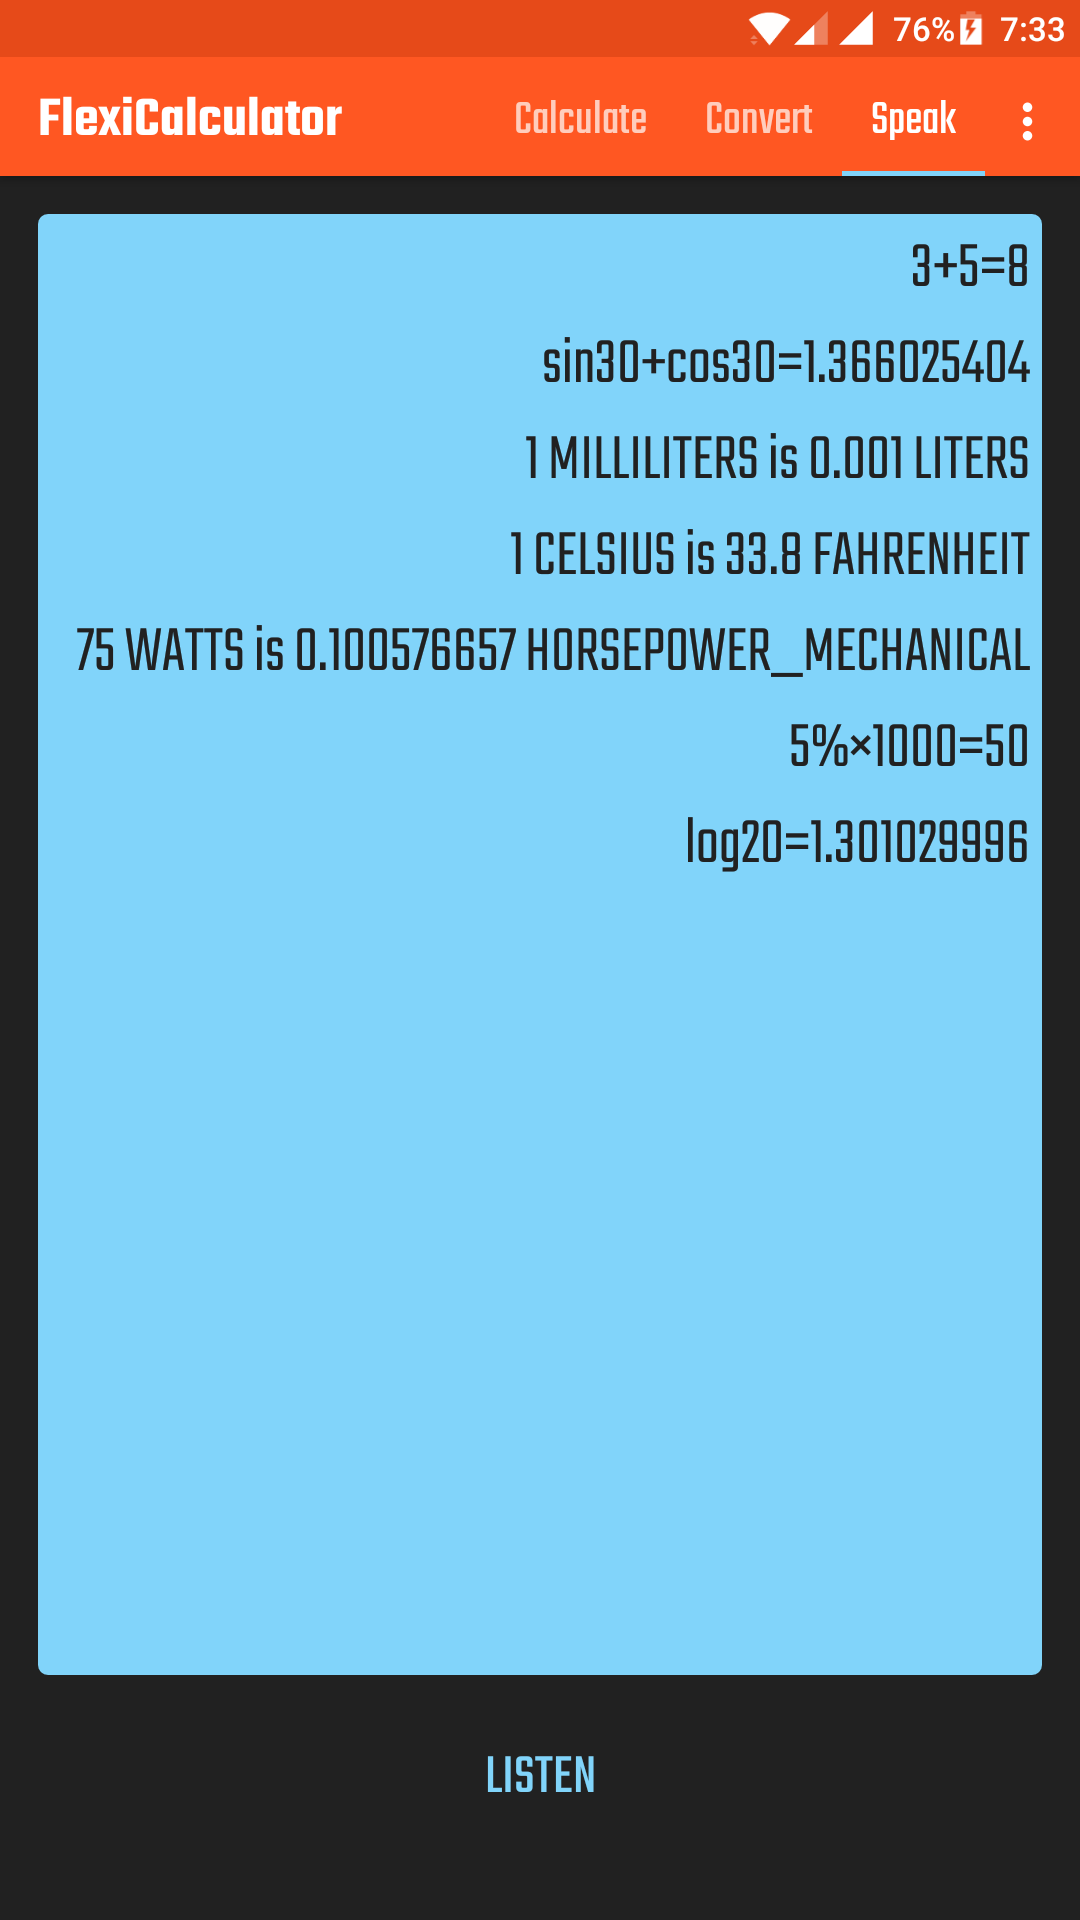 76% 7:33
FlexiCalculator Calculate Convert Speak
3+5=8
sin30+cos30=1.366025404
1 MILLILITERS is 0.001 LITERS
1 CELSIUS is 33.8 FAHRENHEIT
75 WATTS is 0.100576657 HORSEPOWER_MECHANICAL
5%×1000=50
log20=1.301029996
LISTEN